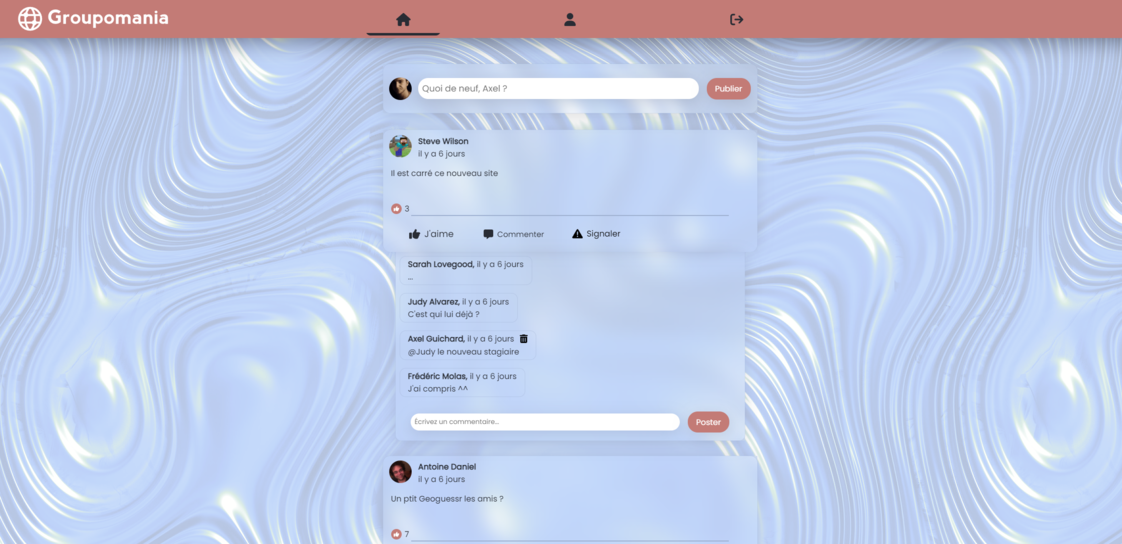 Groupomania
Quoi de neuf, Axel ?
Publier
Steve Wilson
il y a 6 jours
Il est carré ce nouveau site
3
J'aime
Commenter
Signaler
Sarah Lovegood, il y a 6 jours
...
Judy Alvarez, il y a 6 jours
C'est qui lui déjà ?
Axel Guichard, il y a 6 jours
@Judy le nouveau stagiaire
Frédéric Molas, il y a 6 jours
J'ai compris ^^
Ecrivez un commentaire...
Poster
Antoine Daniel
il y a 6 jours
Un ptit Geoguessr les amis ?
7